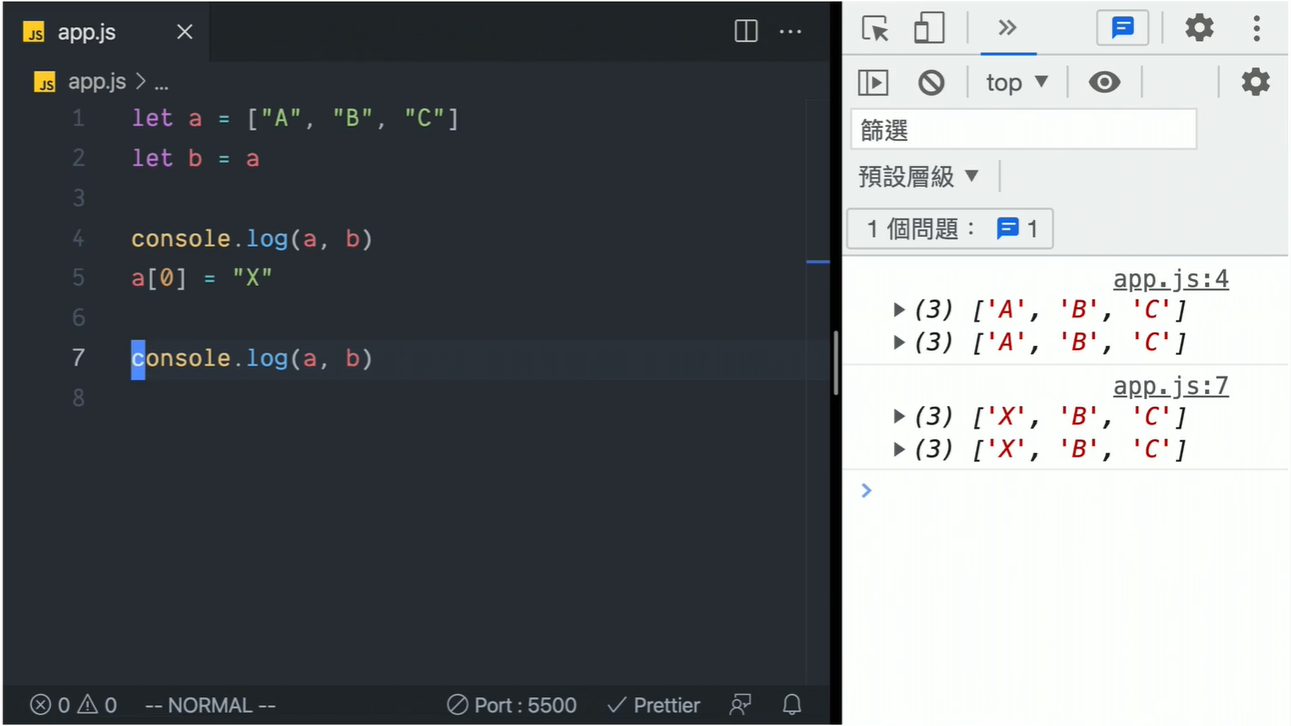 JS app.js
JS app.js > ...
1 let a = ["A", "B", "C"]
2 let b = a
3
4 console.log(a, b)
5 a[0] = "X"
6
7 console.log(a, b)
8
0 0 -- NORMAL -- Port : 5500 Prettier
top
篩選
預設層級
1 個問題： 1
app.js:4
(3) ['A', 'B', 'C']
(3) ['A', 'B', 'C']
app.js:7
(3) ['X', 'B', 'C']
(3) ['X', 'B', 'C']